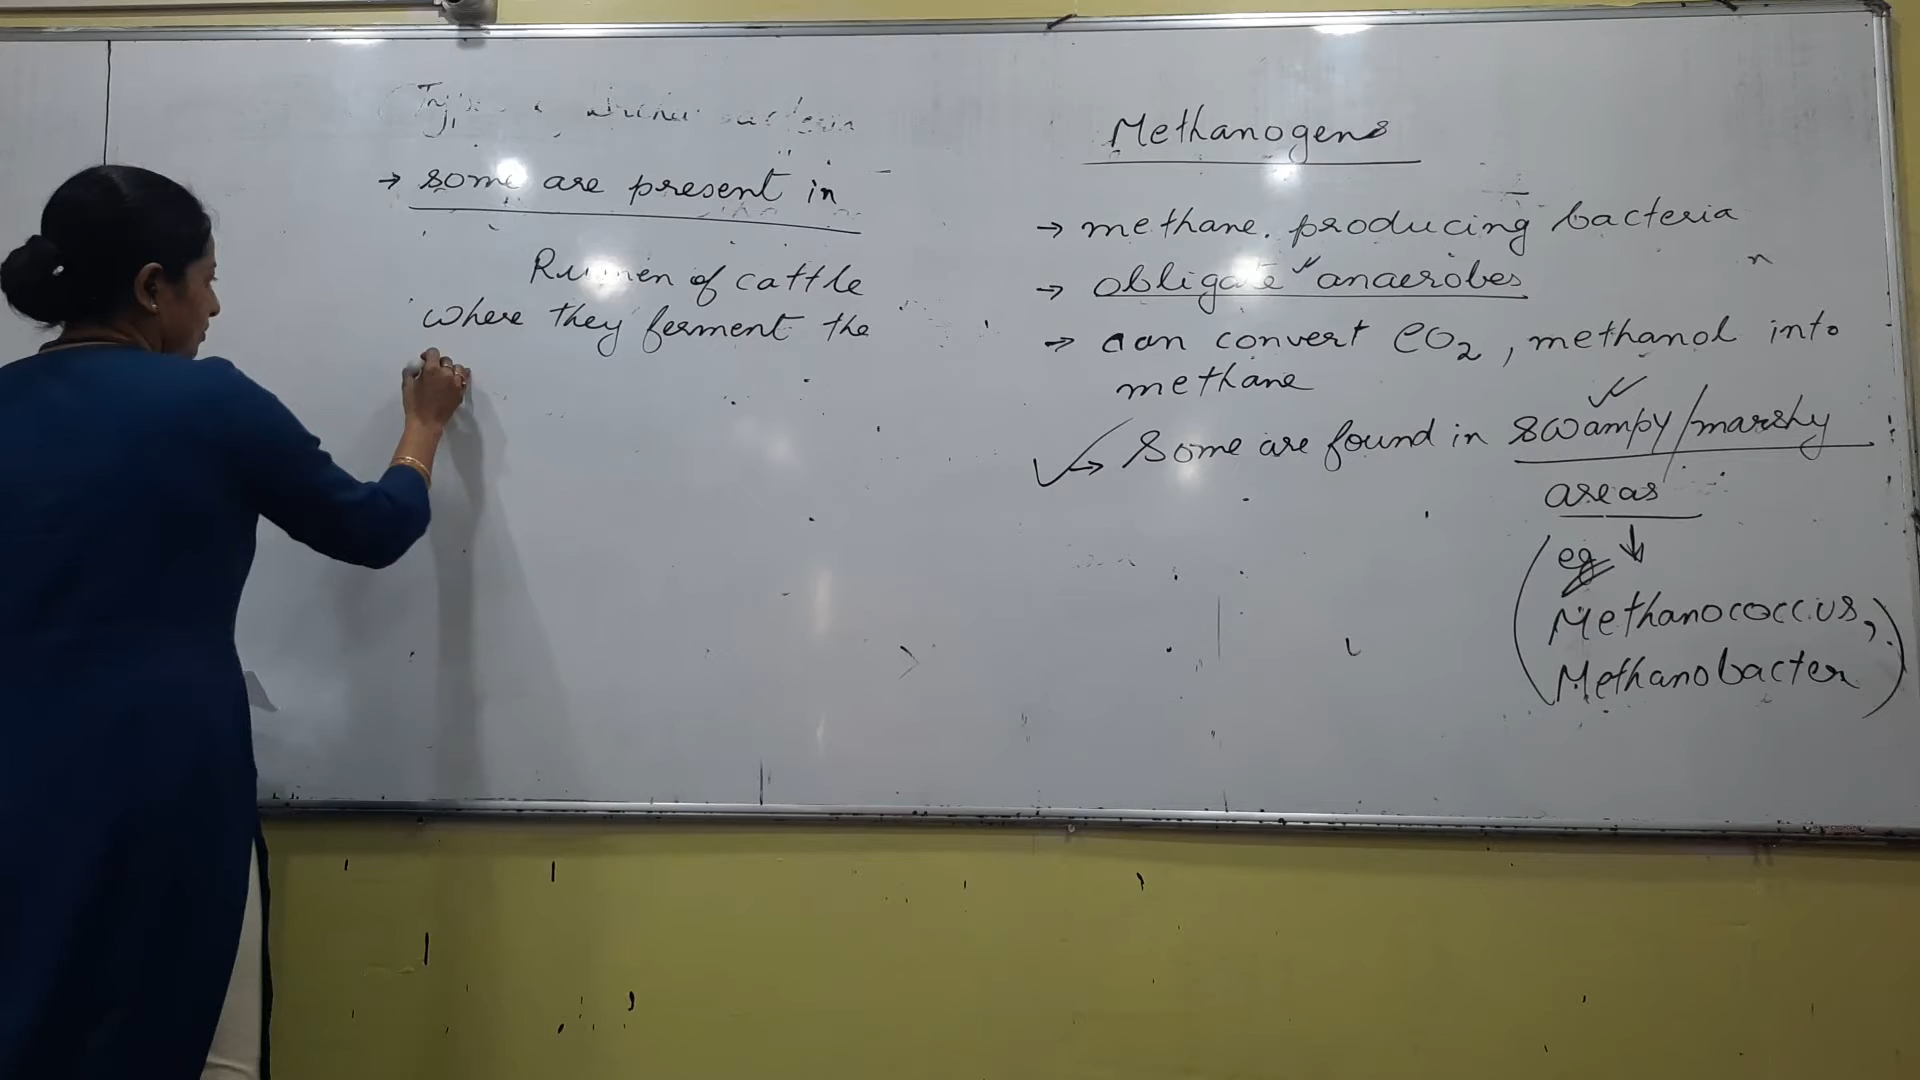 Methanogens
→ methane. producing bacteria
→ obligate anaerobes
→ can convert CO2, methanol into
methane
→ Some are found in swampy/marshy
areas
eg ↓
Methanococcus,
Methanobacter
→ some are present in
Rumen of cattle
where they ferment the